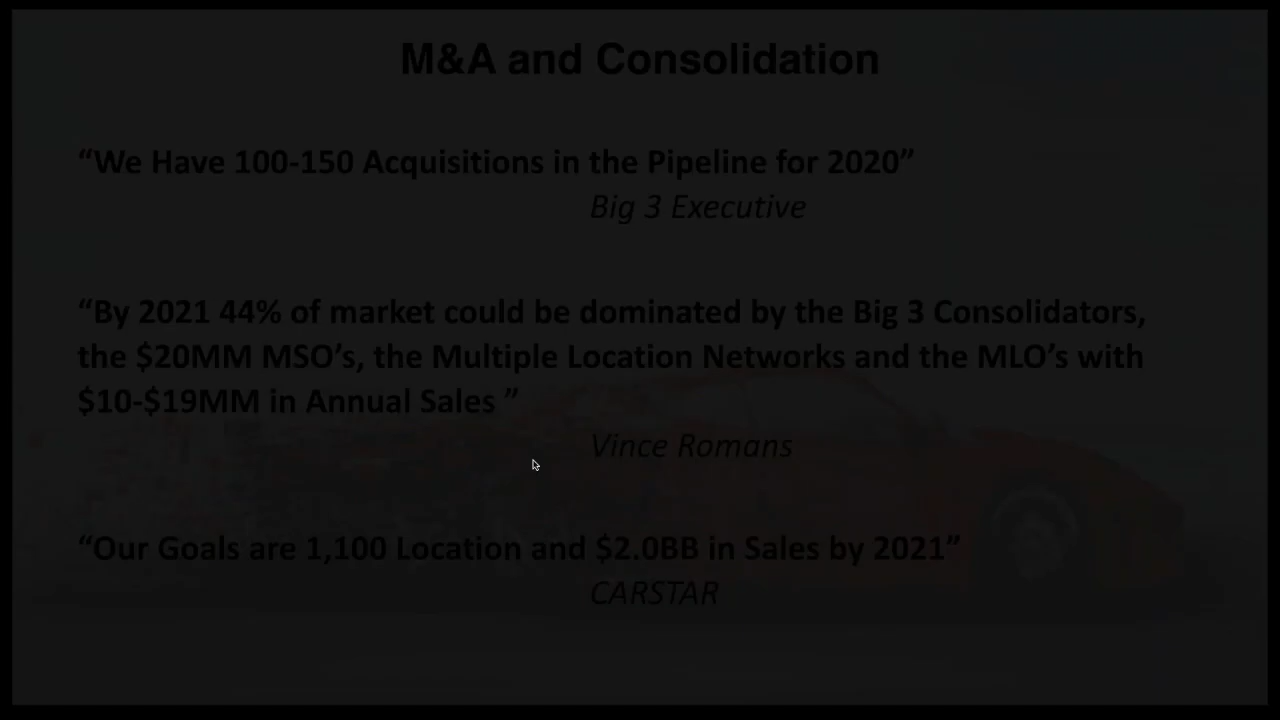 M&A and Consolidation
“We Have 100-150 Acquisitions in the Pipeline for 2020”
Big 3 Executive
“By 2021 44% of market could be dominated by the Big 3 Consolidators,
the $20MM MSO’s, the Multiple Location Networks and the MLO’s with
$10-$19MM in Annual Sales ”
Vince Romans
“Our Goals are 1,100 Location and $2.0BB in Sales by 2021”
CARSTAR